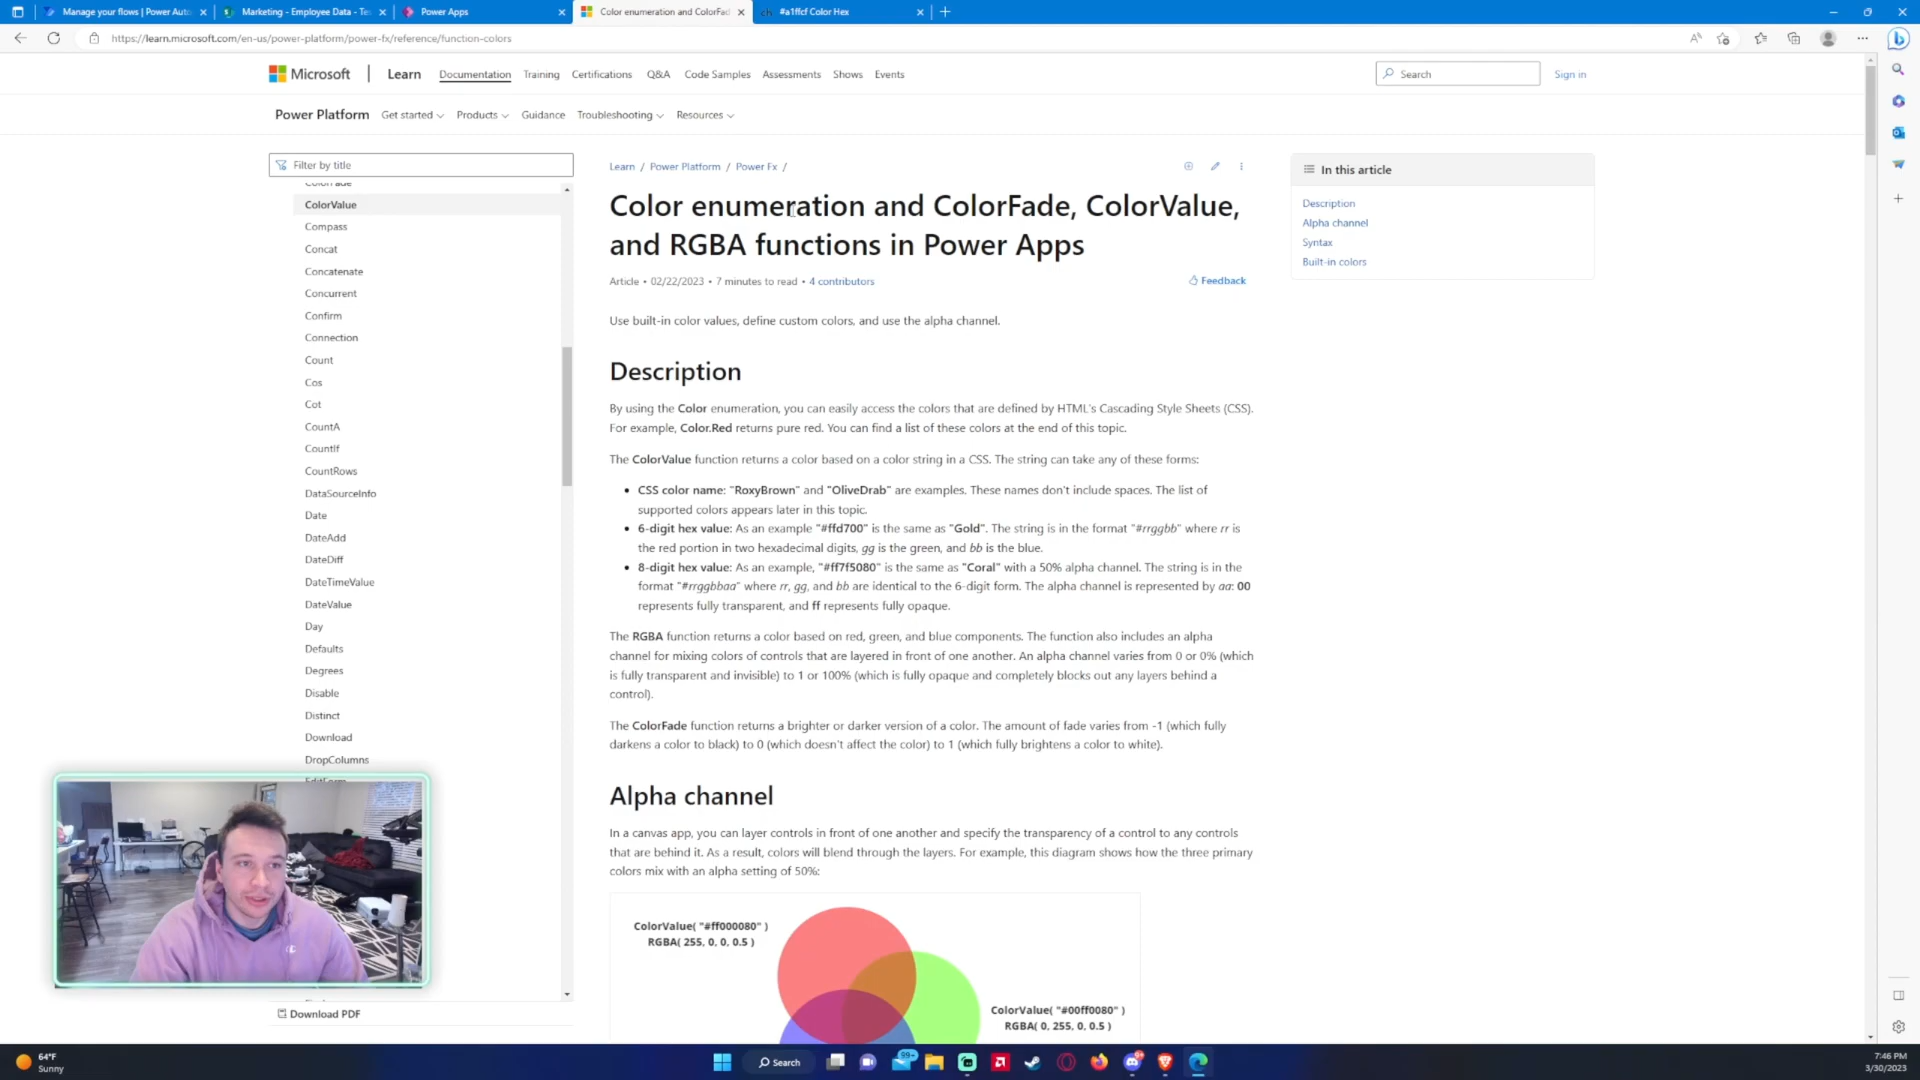 Manage your flows | Power Auto
Marketing - Employee Data - Te
Power Apps
Color enumeration and ColorFad
#a1ffcf Color Hex
https://learn.microsoft.com/en-us/power-platform/power-fx/reference/function-colors
Microsoft
Learn
Documentation
Training
Certifications
Q&A
Code Samples
Assessments
Shows
Events
Search
Sign in
Power Platform
Get started
Products
Guidance
Troubleshooting
Resources
Filter by title
ColorFade
ColorValue
Compass
Concat
Concatenate
Concurrent
Confirm
Connection
Count
Cos
Cot
CountA
CountIf
CountRows
DataSourceInfo
Date
DateAdd
DateDiff
DateTimeValue
DateValue
Day
Defaults
Degrees
Disable
Distinct
Download
DropColumns
EditForm
Download PDF
Learn / Power Platform / Power Fx /
Color enumeration and ColorFade, ColorValue,
and RGBA functions in Power Apps
Article • 02/22/2023 • 7 minutes to read • 4 contributors
Feedback
Use built-in color values, define custom colors, and use the alpha channel.
Description
By using the Color enumeration, you can easily access the colors that are defined by HTML's Cascading Style Sheets (CSS).
For example, Color.Red returns pure red. You can find a list of these colors at the end of this topic.
The ColorValue function returns a color based on a color string in a CSS. The string can take any of these forms:
• CSS color name: "RoxyBrown" and "OliveDrab" are examples. These names don't include spaces. The list of
supported colors appears later in this topic.
• 6-digit hex value: As an example "#ffd700" is the same as "Gold". The string is in the format "#rrggbb" where rr is
the red portion in two hexadecimal digits, gg is the green, and bb is the blue.
• 8-digit hex value: As an example, "#ff7f5080" is the same as "Coral" with a 50% alpha channel. The string is in the
format "#rrggbbaa" where rr, gg, and bb are identical to the 6-digit form. The alpha channel is represented by aa: 00
represents fully transparent, and ff represents fully opaque.
The RGBA function returns a color based on red, green, and blue components. The function also includes an alpha
channel for mixing colors of controls that are layered in front of one another. An alpha channel varies from 0 or 0% (which
is fully transparent and invisible) to 1 or 100% (which is fully opaque and completely blocks out any layers behind a
control).
The ColorFade function returns a brighter or darker version of a color. The amount of fade varies from -1 (which fully
darkens a color to black) to 0 (which doesn't affect the color) to 1 (which fully brightens a color to white).
Alpha channel
In a canvas app, you can layer controls in front of one another and specify the transparency of a control to any controls
that are behind it. As a result, colors will blend through the layers. For example, this diagram shows how the three primary
colors mix with an alpha setting of 50%:
ColorValue( "#ff000080" )
RGBA( 255, 0, 0, 0.5 )
ColorValue( "#00ff0080" )
RGBA( 0, 255, 0, 0.5 )
In this article
Description
Alpha channel
Syntax
Built-in colors
64°F
Sunny
Search
99+
7:46 PM
3/30/2023